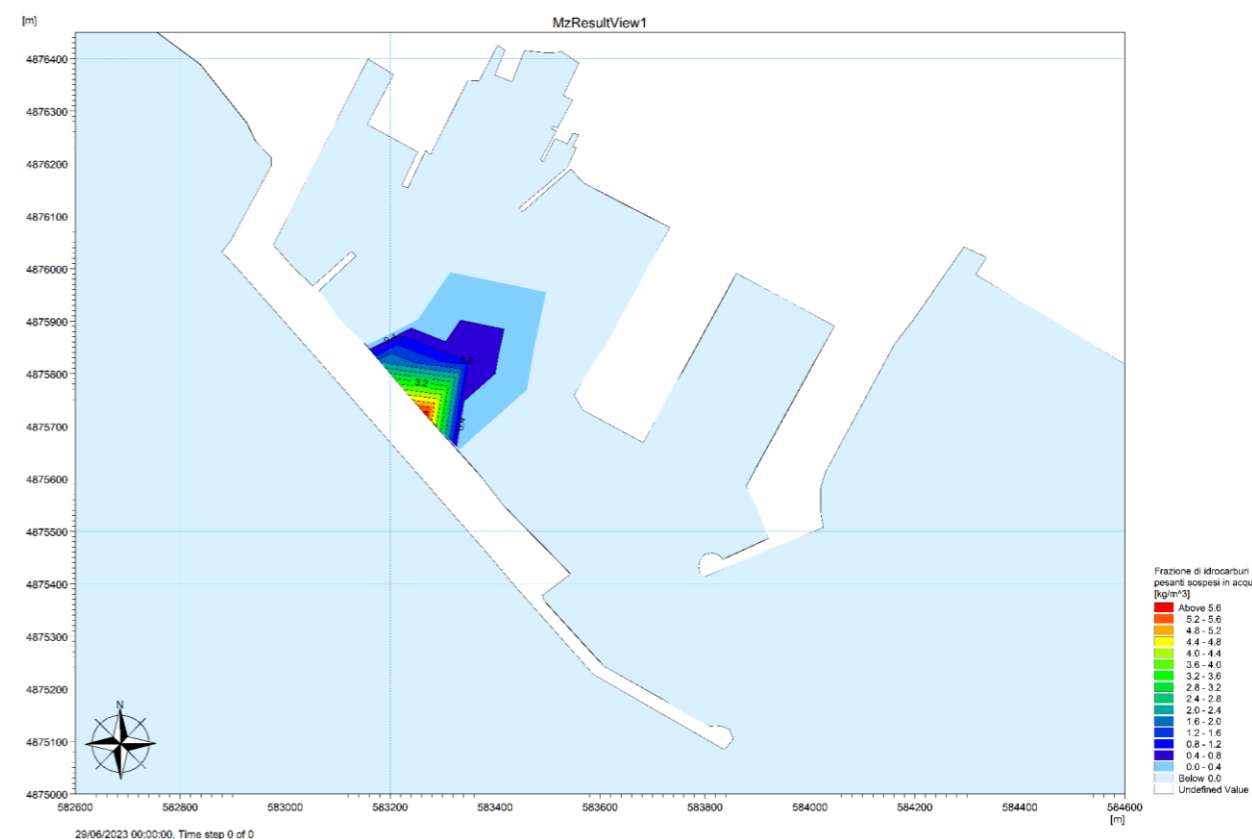 [m]
MzResultView1
4876400
4876300
4876200
4876100
4876000
4875900
4875800
4875700
4875600
4875500
4875400
4875300
4875200
4875100
4875000
0.4
0.8
3.2
0.4
N
582600 582800 583000 583200 583400 583600 583800 584000 584200 584400 584600
[m]
29/06/2023 00:00:00, Time step 0 of 0
Frazione di idrocarburi
pesanti sospesi in acqu
[kg/m^3]
Above 5.6
5.2 - 5.6
4.8 - 5.2
4.4 - 4.8
4.0 - 4.4
3.6 - 4.0
3.2 - 3.6
2.8 - 3.2
2.4 - 2.8
2.0 - 2.4
1.6 - 2.0
1.2 - 1.6
0.8 - 1.2
0.4 - 0.8
0.0 - 0.4
Below 0.0
Undefined Value